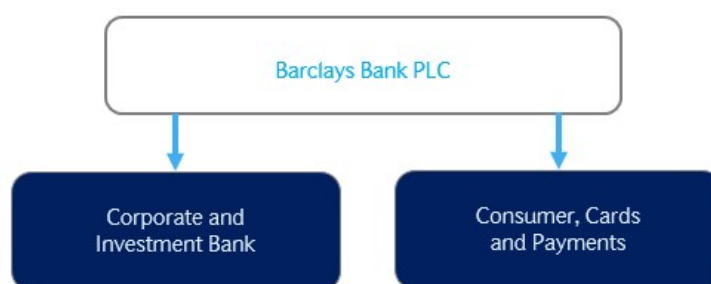 Barclays Bank PLC
Corporate and
Investment Bank
Consumer, Cards
and Payments